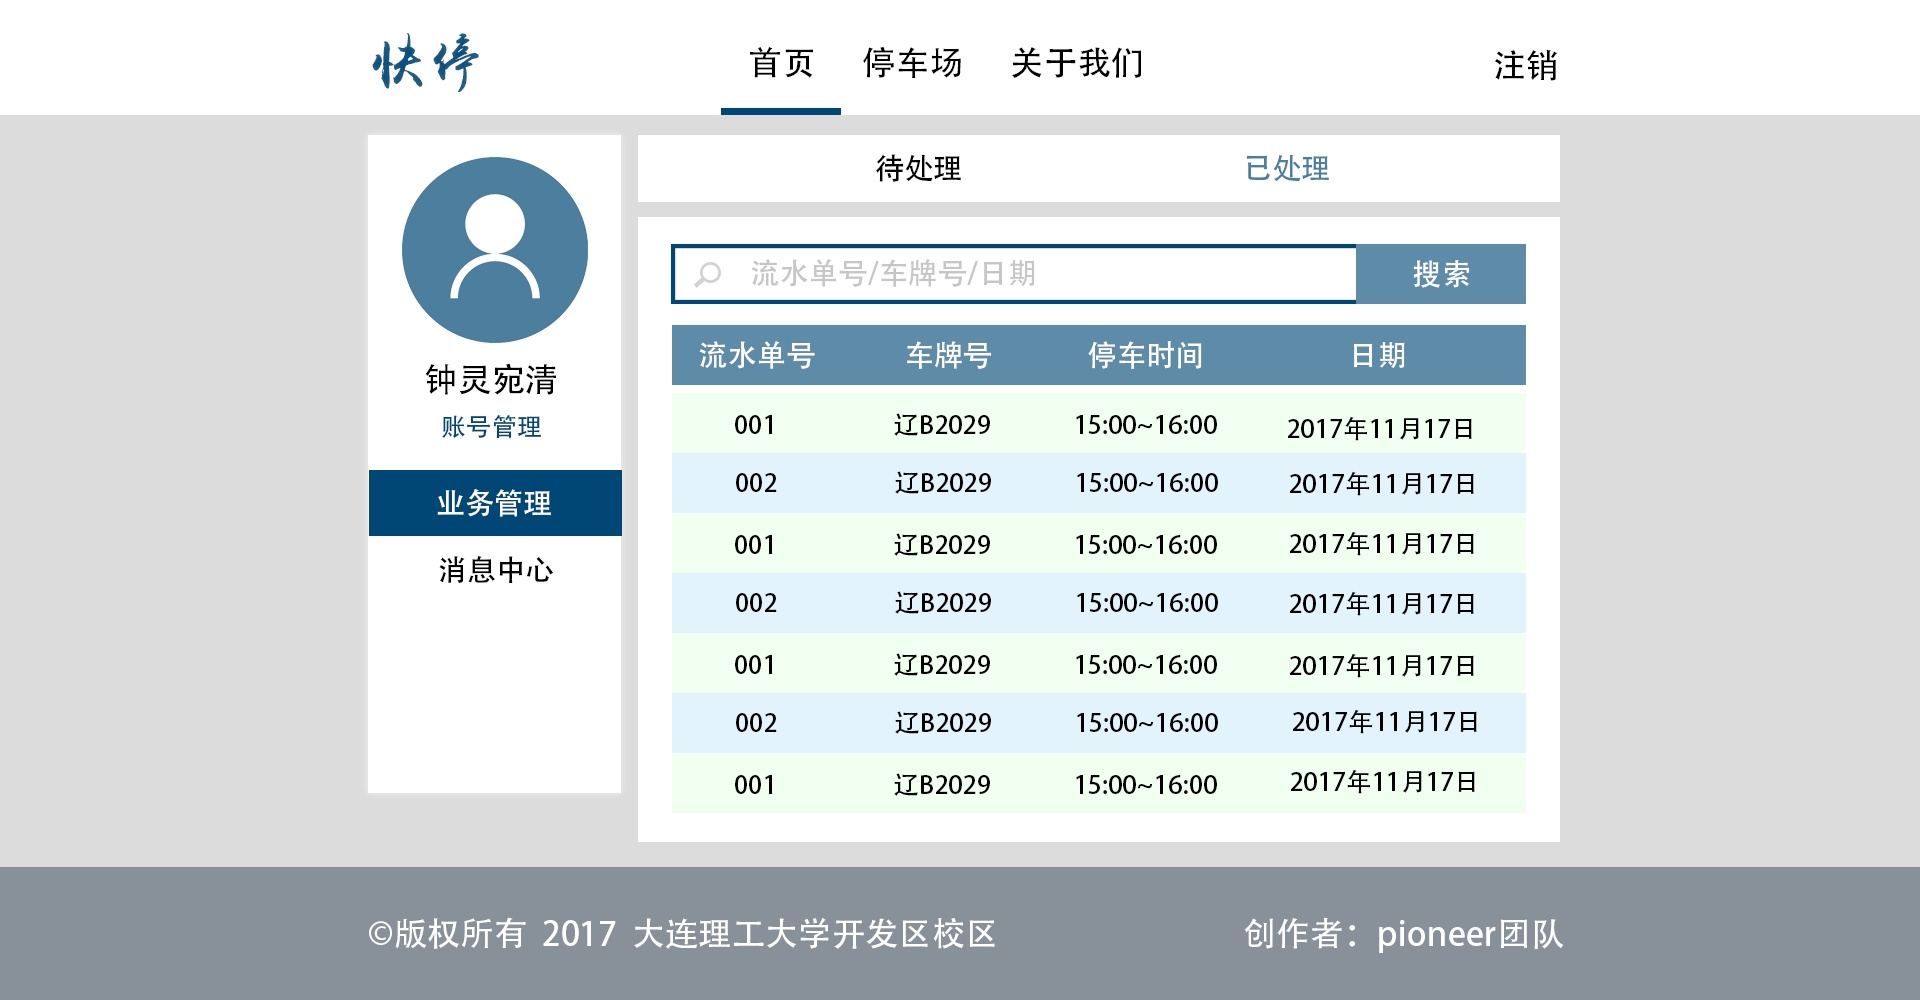 快停
首页 停车场 关于我们 注销
待处理 已处理
流水单号/车牌号/日期 搜索
钟灵宛清
账号管理
业务管理
消息中心
流水单号 车牌号 停车时间 日期
001 辽B2029 15:00~16:00 2017年11月17日
002 辽B2029 15:00~16:00 2017年11月17日
001 辽B2029 15:00~16:00 2017年11月17日
002 辽B2029 15:00~16:00 2017年11月17日
001 辽B2029 15:00~16:00 2017年11月17日
002 辽B2029 15:00~16:00 2017年11月17日
001 辽B2029 15:00~16:00 2017年11月17日
©版权所有 2017 大连理工大学开发区校区 创作者：pioneer团队